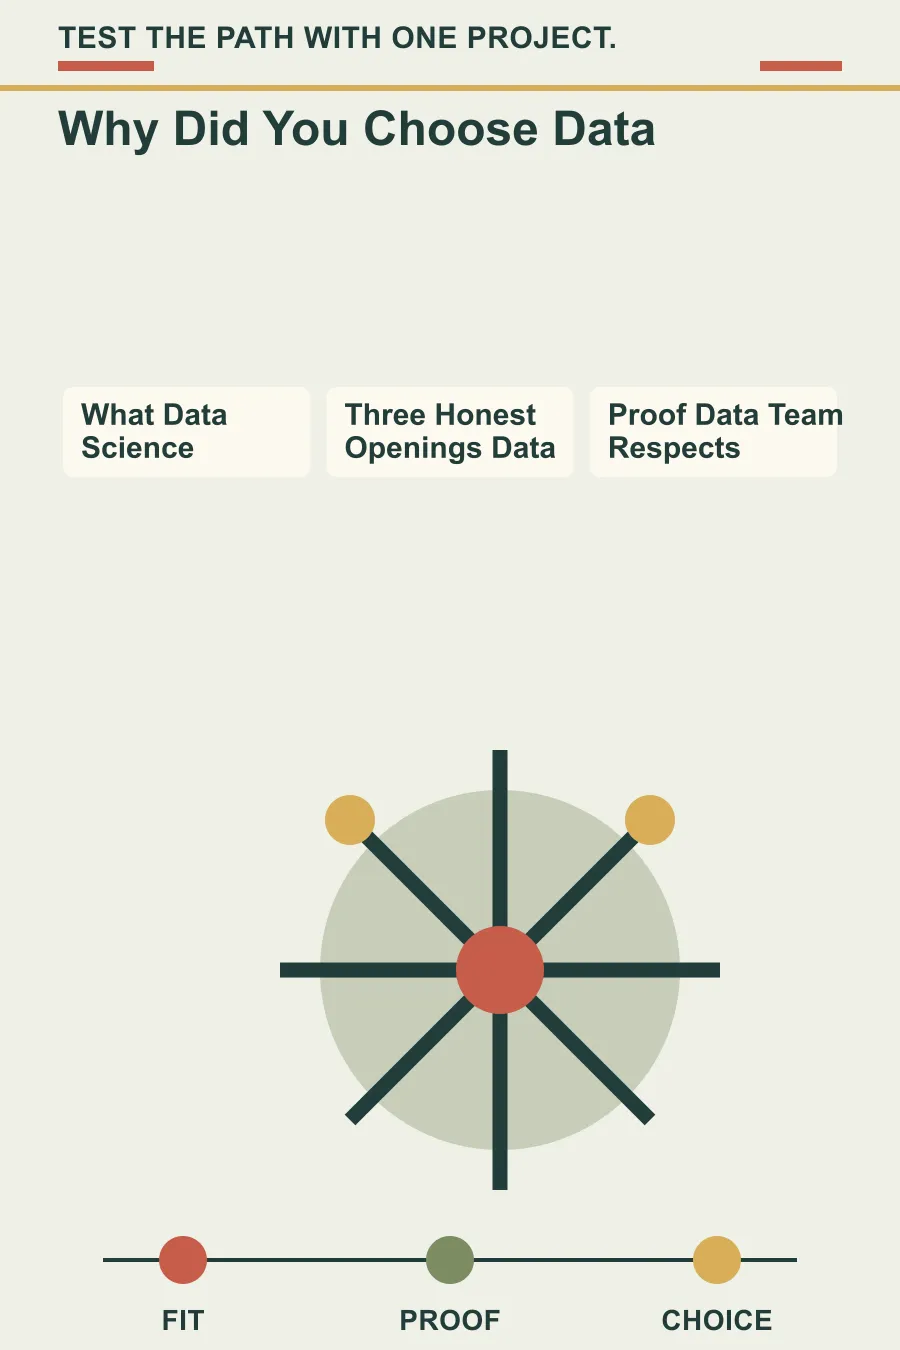 TEST THE PATH WITH ONE PROJECT.
Why Did You Choose Data
What Data
Science
Three Honest
Openings Data
Proof Data Team
Respects
FIT
PROOF
CHOICE